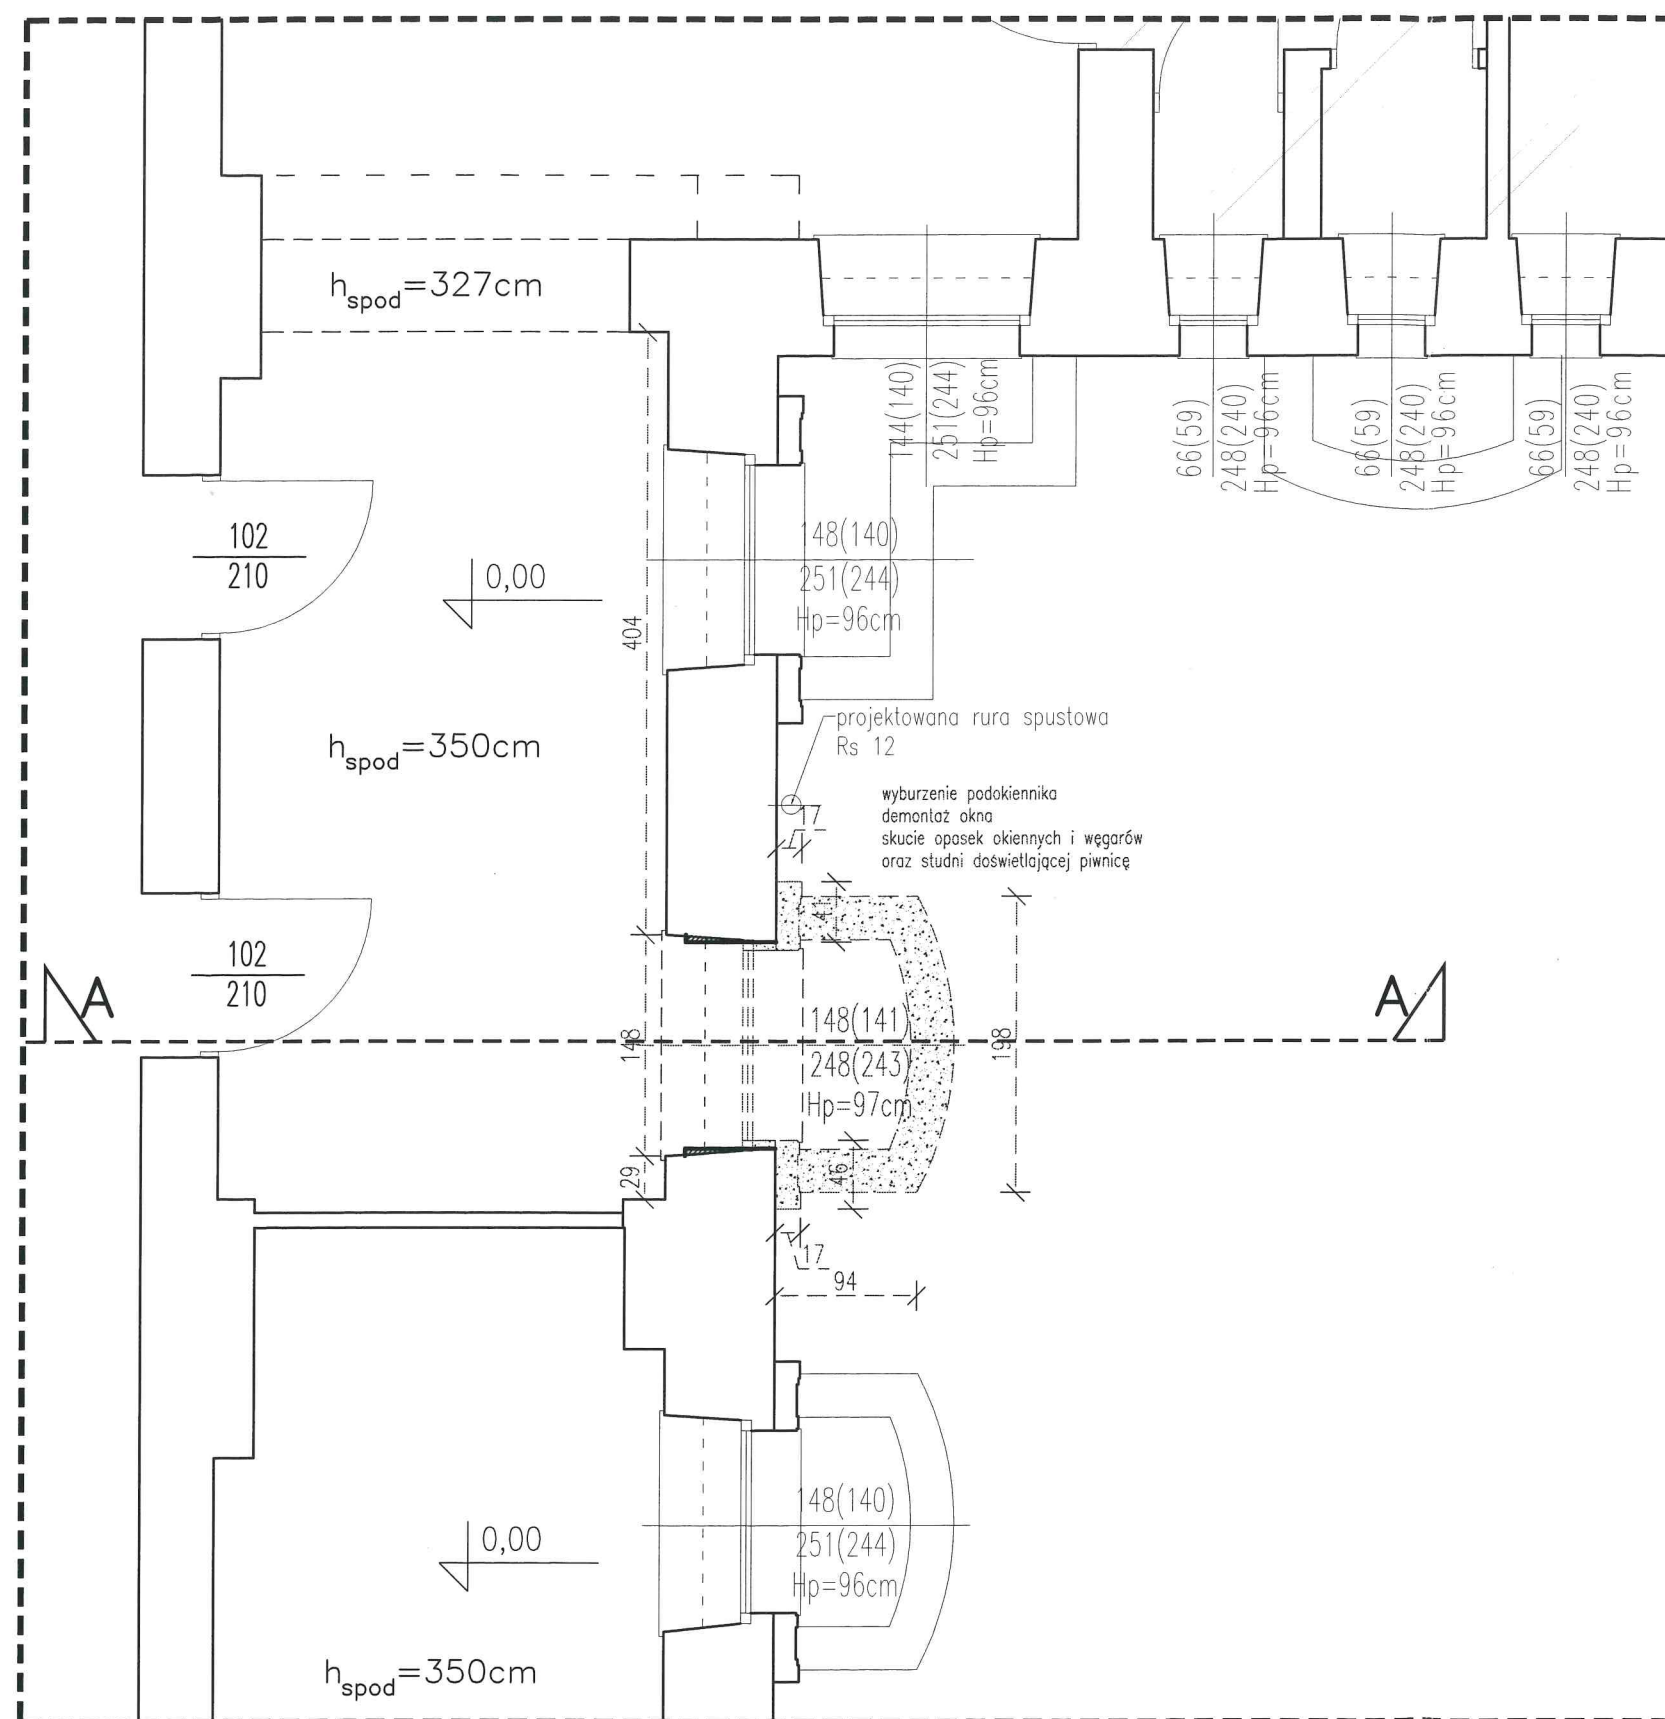 h_spod=327cm
144(140)
251(244)
Hp=96cm
66(59)
248(240)
Hp=96cm
66(59)
248(240)
Hp=96cm
66(59)
248(240)
Hp=96cm
102
210
0,00
148(140)
251(244)
Hp=96cm
404
h_spod=350cm
projektowana rura spustowa
Rs 12
17
wyburzenie podokiennika
demontaż okna
skucie opasek okiennych i węgarów
oraz studni doświetlającej piwnicę
41
102
210
A
A
148
148(141)
248(243)
Hp=97cm
198
29
46
17
94
0,00
148(140)
251(244)
Hp=96cm
h_spod=350cm